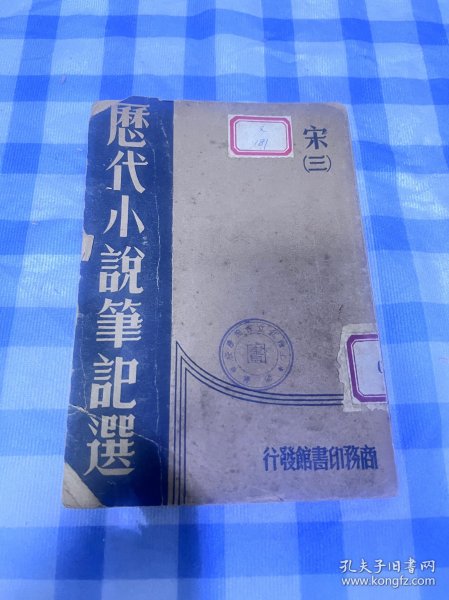 歷代小說筆記選
宋
(三)
181
商務印書館發行
孔夫子旧书网
www.kongfz.com